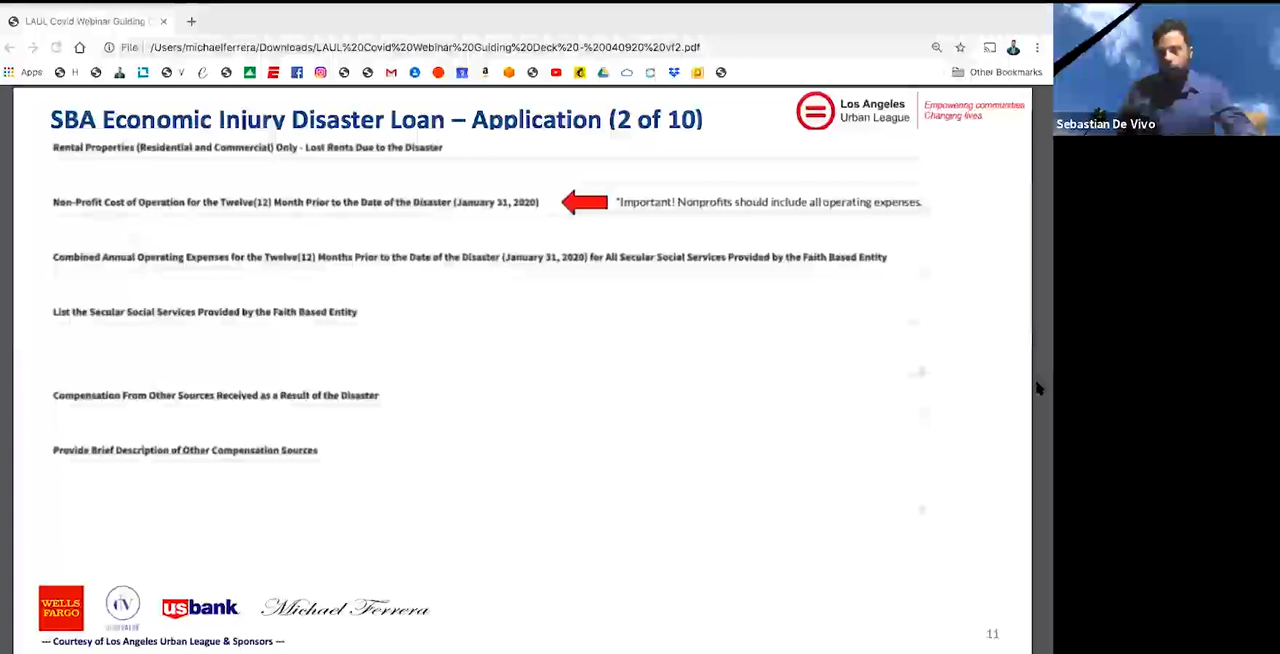 LAUL Covid Webinar Guiding
File
/Users/michaelferrera/Downloads/LAUL%20Covid%20Webinar%20Guiding%20Deck%20-%20040920%20vf2.pdf
Apps
H
V
Other Bookmarks
SBA Economic Injury Disaster Loan – Application (2 of 10)
Los Angeles
Urban League
Empowering communities
Changing lives
Rental Properties (Residential and Commercial) Only - Lost Rents Due to the Disaster
Non-Profit Cost of Operation for the Twelve(12) Month Prior to the Date of the Disaster (January 31, 2020)
*Important! Nonprofits should include all operating expenses.
Combined Annual Operating Expenses for the Twelve(12) Months Prior to the Date of the Disaster (January 31, 2020) for All Secular Social Services Provided by the Faith Based Entity
List the Secular Social Services Provided by the Faith Based Entity
Compensation From Other Sources Received as a Result of the Disaster
Provide Brief Description of Other Compensation Sources
WELLS
FARGO
usbank
Michael Ferrera
--- Courtesy of Los Angeles Urban League & Sponsors ---
11
Sebastian De Vivo